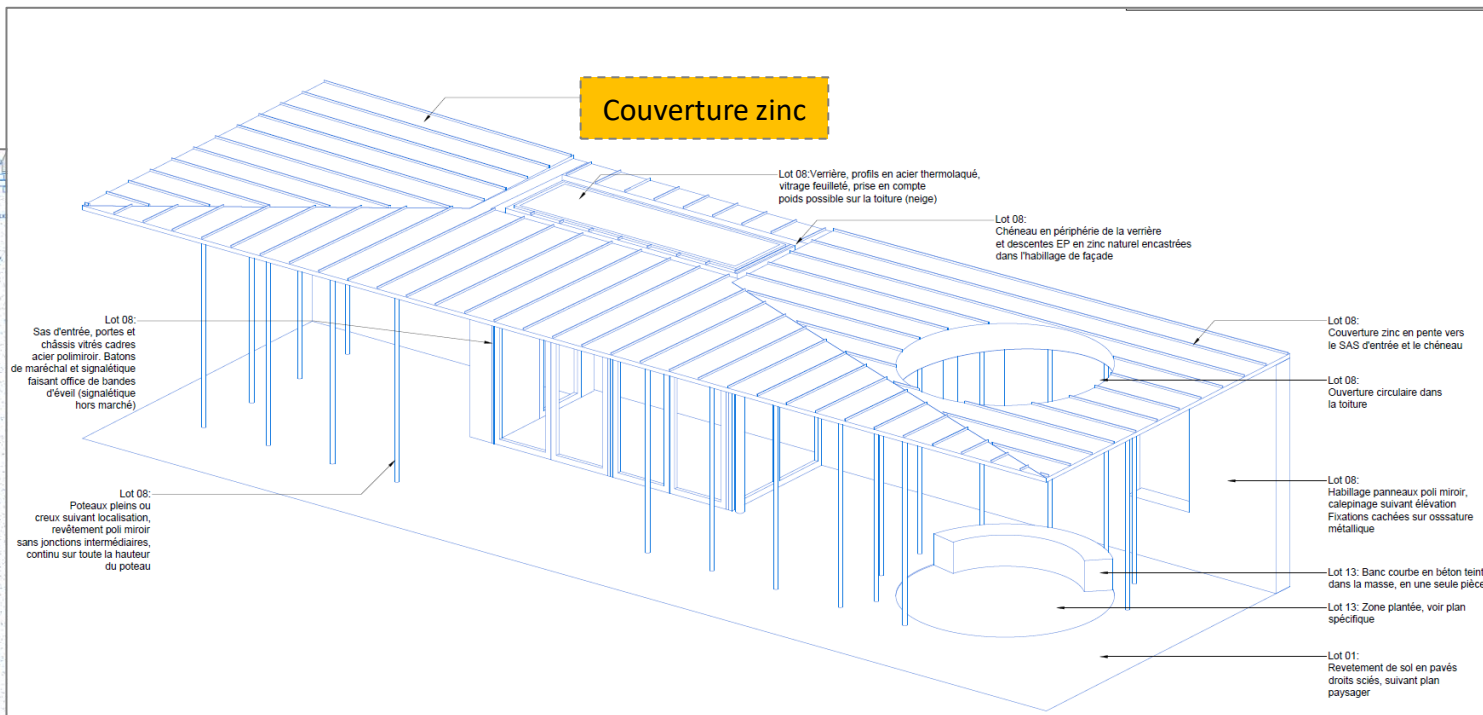 Couverture zinc
Lot 08:Verrière, profils en acier thermolaqué,
vitrage feuilleté, prise en compte
poids possible sur la toiture (neige)
Lot 08:
Chéneau en périphérie de la verrière
et descentes EP en zinc naturel encastrées
dans l'habillage de façade
Lot 08:
Sas d'entrée, portes et
châssis vitrés cadres
acier polimiroir. Batons
de maréchal et signalétique
faisant office de bandes
d'éveil (signalétique
hors marché)
Lot 08:
Couverture zinc en pente vers
le SAS d'entrée et le chéneau
Lot 08:
Ouverture circulaire dans
la toiture
Lot 08:
Poteaux pleins ou
creux suivant localisation,
revêtement poli miroir
sans jonctions intermédiaires,
continu sur toute la hauteur
du poteau
Lot 08:
Habillage panneaux poli miroir,
calepinage suivant élévation
Fixations cachées sur osssature
métallique
Lot 13: Banc courbe en béton teint
dans la masse, en une seule pièce
Lot 13: Zone plantée, voir plan
spécifique
Lot 01:
Revetement de sol en pavés
droits sciés, suivant plan
paysager